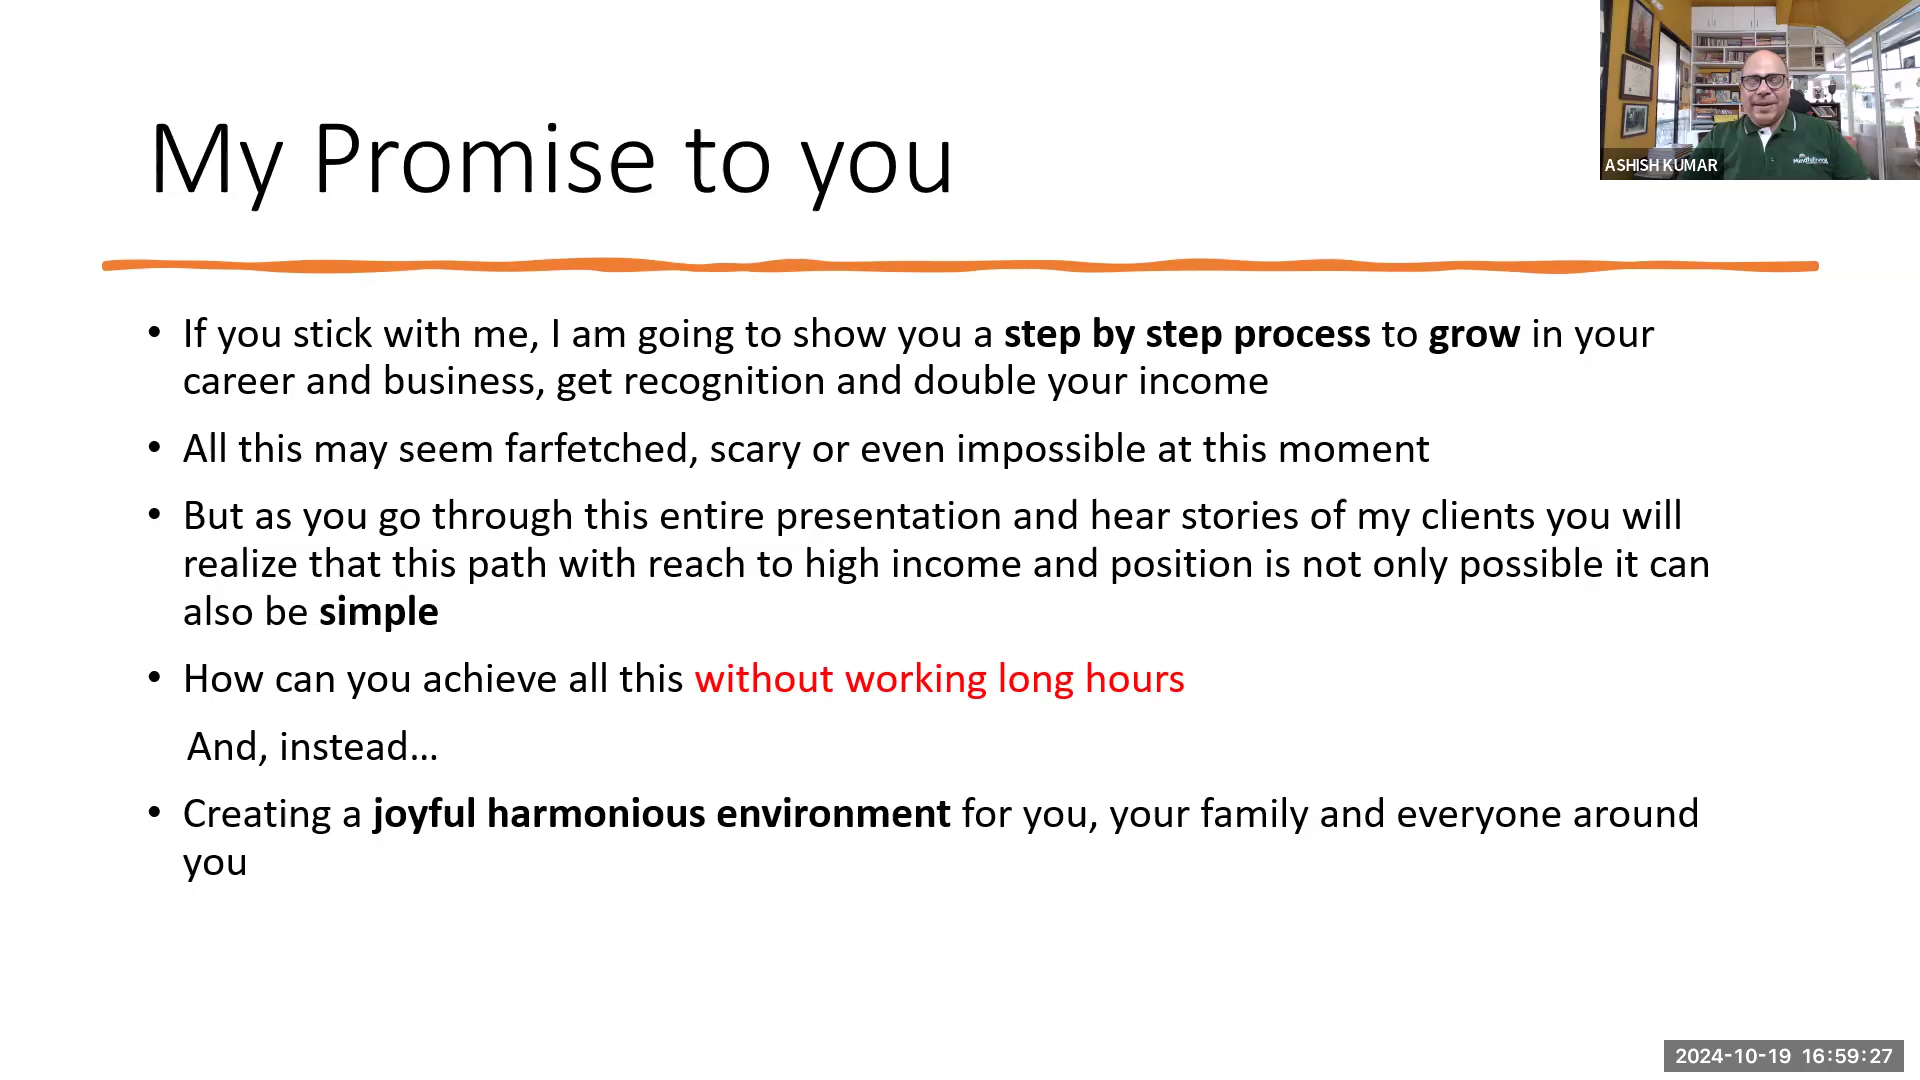 My Promise to you
ASHISH KUMAR
• If you stick with me, I am going to show you a step by step process to grow in your
career and business, get recognition and double your income
• All this may seem farfetched, scary or even impossible at this moment
• But as you go through this entire presentation and hear stories of my clients you will
realize that this path with reach to high income and position is not only possible it can
also be simple
• How can you achieve all this without working long hours
And, instead…
• Creating a joyful harmonious environment for you, your family and everyone around
you
2024-10-19 16:59:27